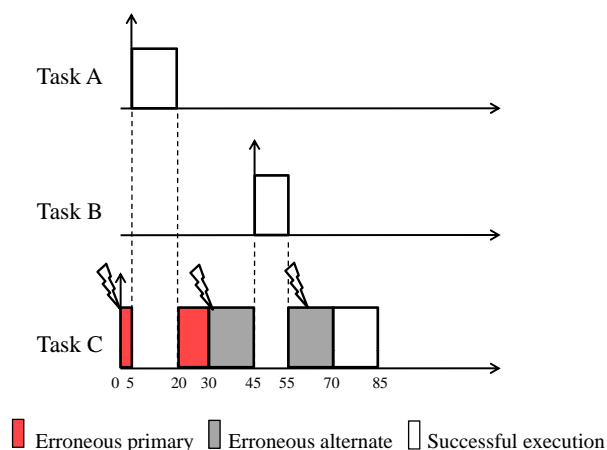 Task A
Task B
Task C
0 5 20 30 45 55 70 85
Erroneous primary Erroneous alternate Successful execution